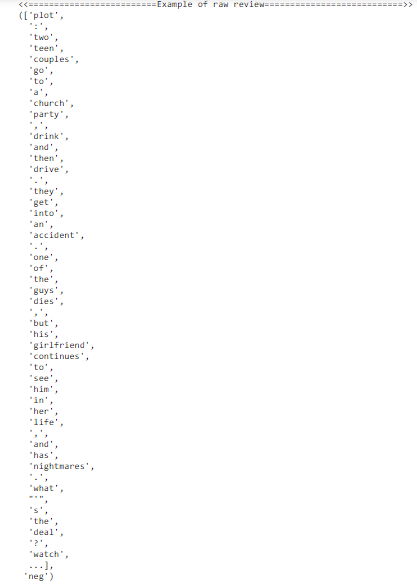 <<==========================Example of raw review============================>>
(['plot',
':',
'two',
'teen',
'couples',
'go',
'to',
'a',
'church',
'party',
',',
'drink',
'and',
'then',
'drive',
'.',
'they',
'get',
'into',
'an',
'accident',
'.',
'one',
'of',
'the',
'guys',
'dies',
',',
'but',
'his',
'girlfriend',
'continues',
'to',
'see',
'him',
'in',
'her',
'life',
',',
'and',
'has',
'nightmares',
'.',
'what',
"'",
's',
'the',
'deal',
'?',
'watch',
...],
'neg')